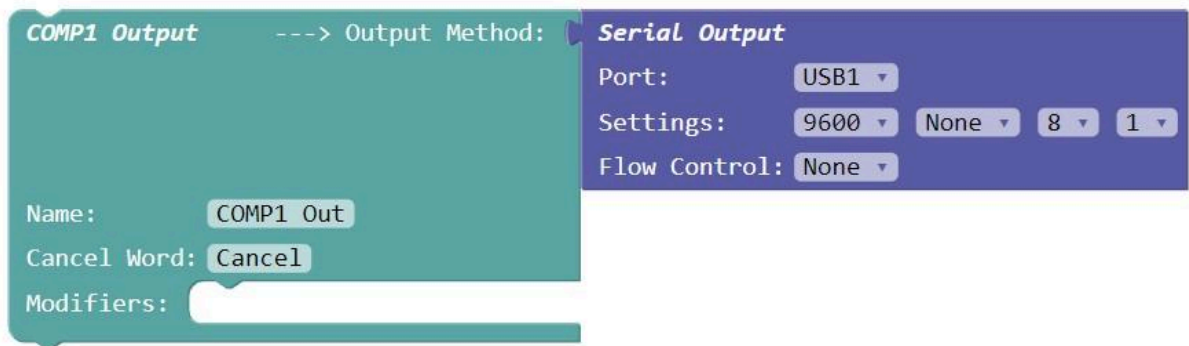 COMP1 Output ---> Output Method:
Serial Output
Port: USB1
Settings: 9600 None 8 1
Flow Control: None
Name: COMP1 Out
Cancel Word: Cancel
Modifiers: